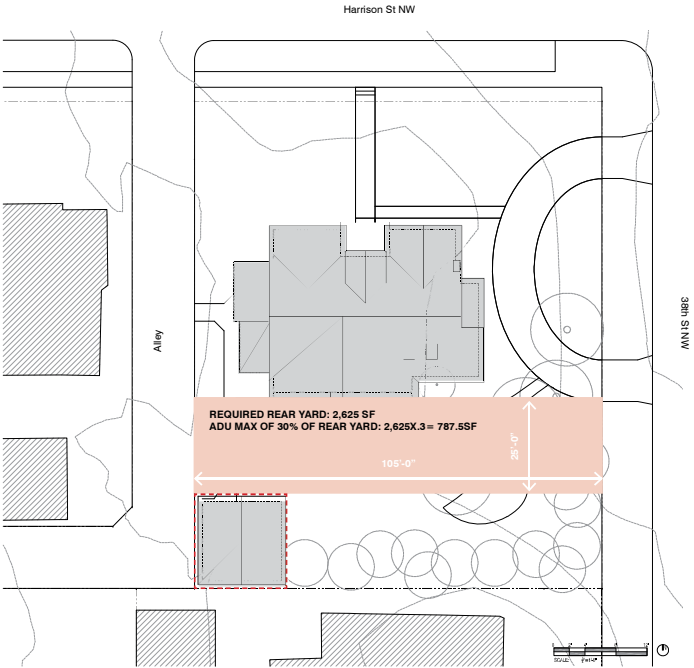 Harrison St NW
38th St NW
Alley
REQUIRED REAR YARD: 2,625 SF
ADU MAX OF 30% OF REAR YARD: 2,625X.3= 787.5SF
25'-0"
105'-0"
SCALE: